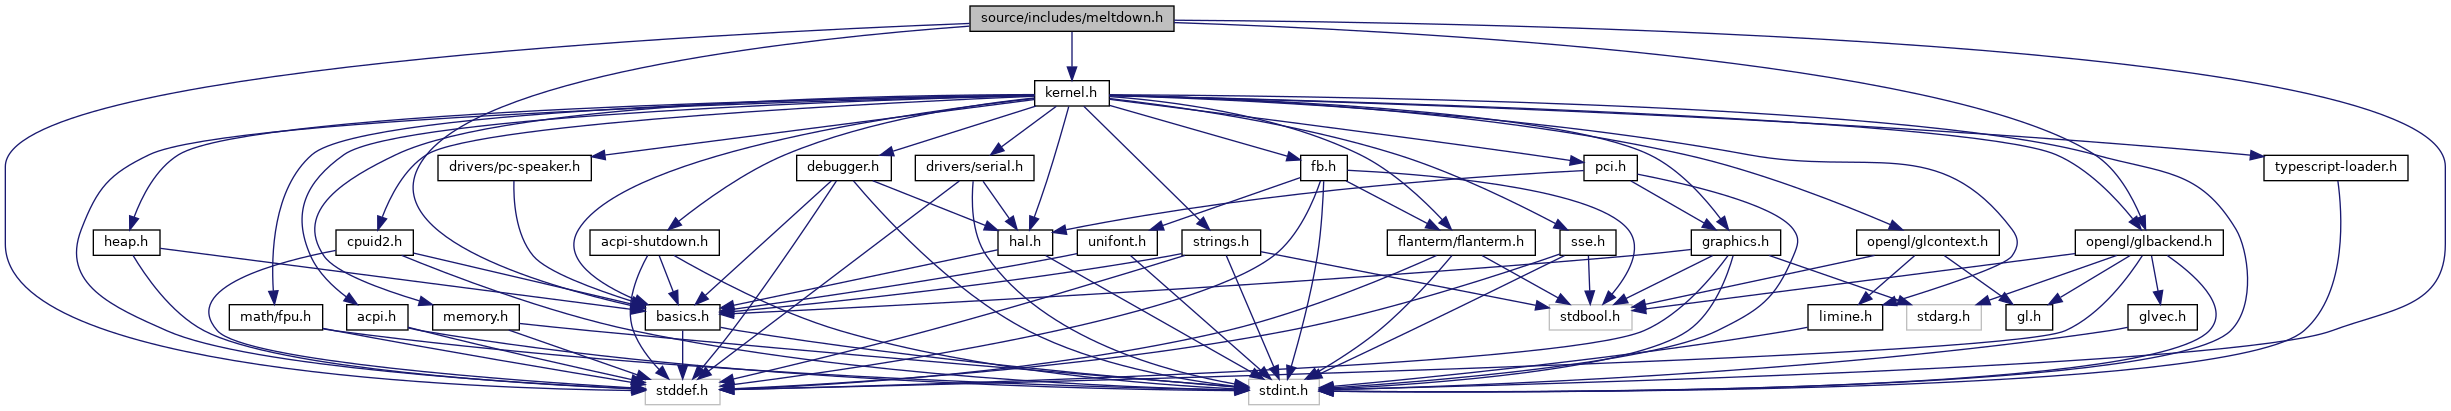 source/includes/meltdown.h
kernel.h
drivers/pc-speaker.h
debugger.h
drivers/serial.h
fb.h
pci.h
typescript-loader.h
heap.h
cpuid2.h
acpi-shutdown.h
hal.h
unifont.h
strings.h
flanterm/flanterm.h
sse.h
graphics.h
opengl/glcontext.h
opengl/glbackend.h
math/fpu.h
acpi.h
memory.h
basics.h
stdbool.h
limine.h
stdarg.h
gl.h
glvec.h
stddef.h
stdint.h